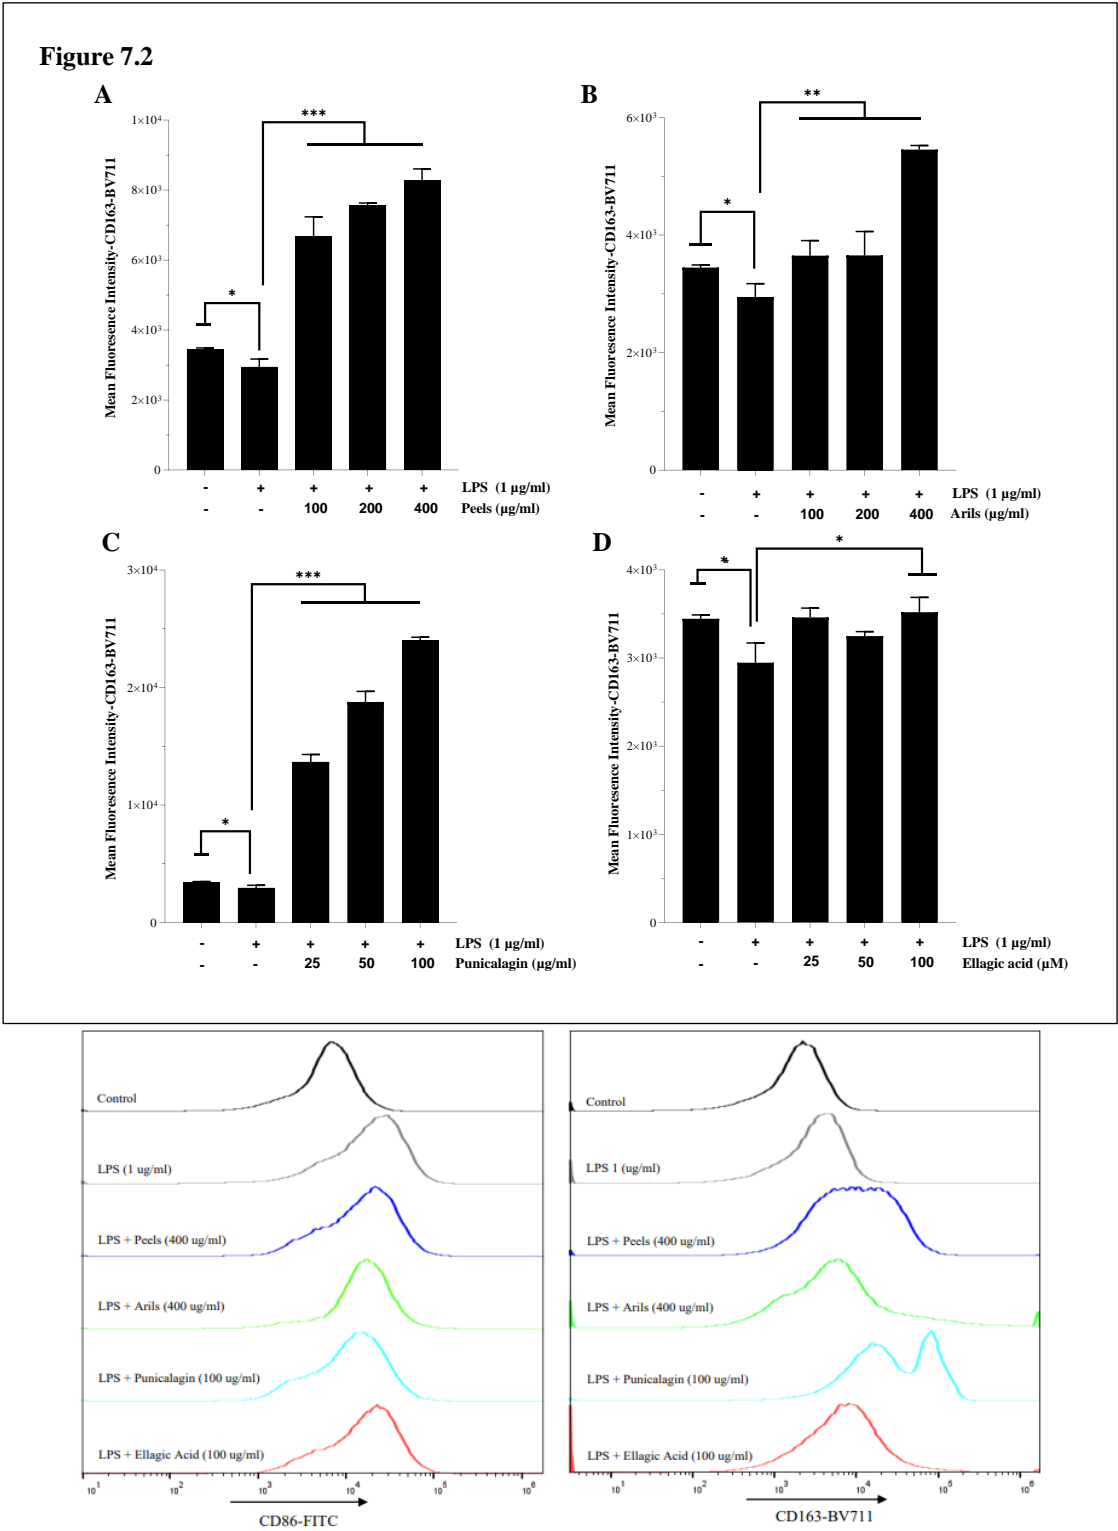 Figure 7.2
A
***
*
1×10⁴
8×10³
6×10³
4×10³
2×10³
0
Mean Fluoresence Intensity-CD163-BV711
- + + + + LPS (1 µg/ml)
- - 100 200 400 Peels (µg/ml)
B
**
*
6×10³
4×10³
2×10³
0
Mean Fluoresence Intensity-CD163-BV711
- + + + + LPS (1 µg/ml)
- - 100 200 400 Arils (µg/ml)
C
***
*
3×10⁴
2×10⁴
1×10⁴
0
Mean Fluoresence Intensity-CD163-BV711
- + + + + LPS (1 µg/ml)
- - 25 50 100 Punicalagin (µg/ml)
D
*
*
4×10³
3×10³
2×10³
1×10³
0
Mean Fluoresence Intensity-CD163-BV711
- + + + + LPS (1 µg/ml)
- - 25 50 100 Ellagic acid (µM)
Control
LPS (1 ug/ml)
LPS + Peels (400 ug/ml)
LPS + Arils (400 ug/ml)
LPS + Punicalagin (100 ug/ml)
LPS + Ellagic Acid (100 ug/ml)
10¹ 10² 10³ 10⁴ 10⁵ 10⁶
CD86-FITC
Control
LPS 1 (ug/ml)
LPS + Peels (400 ug/ml)
LPS + Arils (400 ug/ml)
LPS + Punicalagin (100 ug/ml)
LPS + Ellagic Acid (100 ug/ml)
10¹ 10² 10³ 10⁴ 10⁵ 10⁶
CD163-BV711